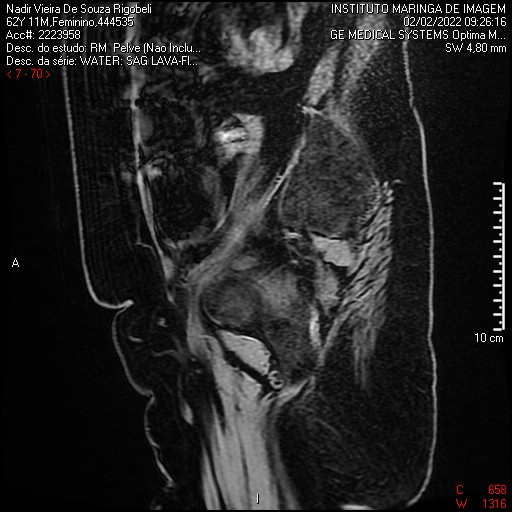 Nadir Vieira De Souza Rigobeli
62Y 11M,Feminino,444535
Acc#: 2223958
Desc. do estudo: RM Pelve (Nao Inclu...
Desc. da série: WATER: SAG LAVA-Fl...
< 7 - 70 >
INSTITUTO MARINGA DE IMAGEM
02/02/2022 09:26:16
GE MEDICAL SYSTEMS Optima M...
SW 4,80 mm
A
10 cm
I
C 658
W 1316